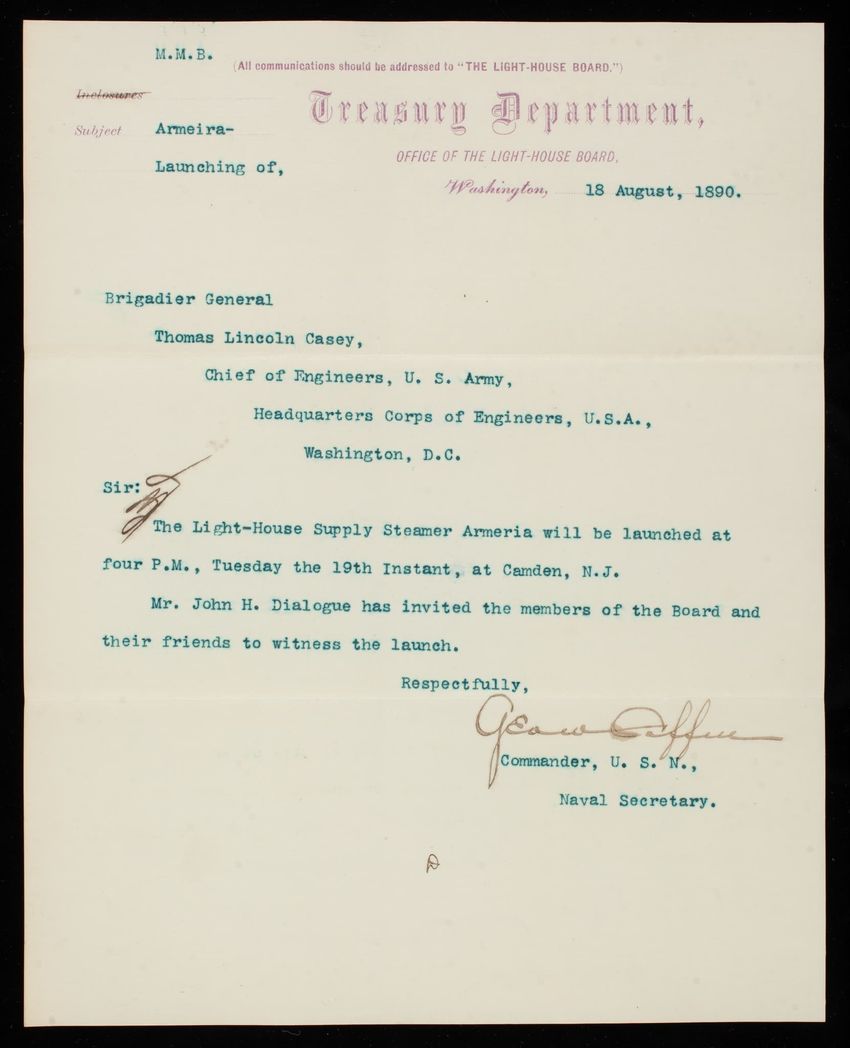 M.M.B.
(All communications should be addressed to "THE LIGHT-HOUSE BOARD.")
Inclosures
Treasury Department,
Subject Armeira-
OFFICE OF THE LIGHT-HOUSE BOARD,
Launching of,
Washington, 18 August, 1890.
Brigadier General
Thomas Lincoln Casey,
Chief of Engineers, U. S. Army,
Headquarters Corps of Engineers, U.S.A.,
Washington, D.C.
Sir:
The Light-House Supply Steamer Armeria will be launched at
four P.M., Tuesday the 19th Instant, at Camden, N.J.
Mr. John H. Dialogue has invited the members of the Board and
their friends to witness the launch.
Respectfully,
Geo W Coffin
Commander, U. S. N.,
Naval Secretary.